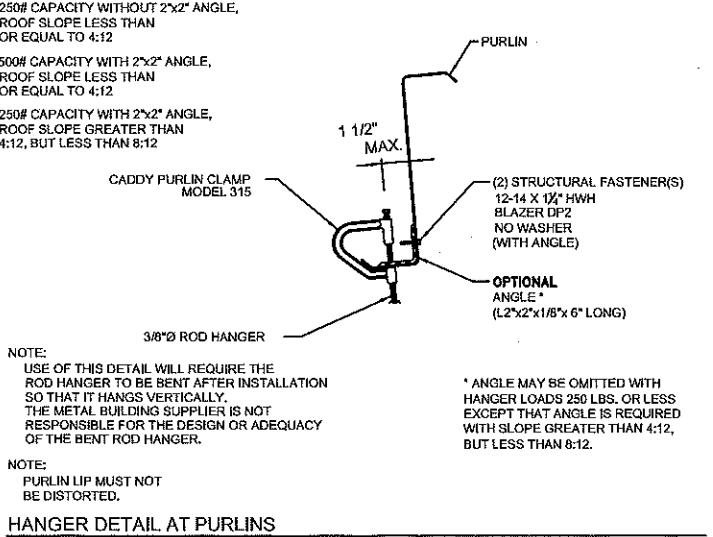 250# CAPACITY WITHOUT 2"x2" ANGLE,
ROOF SLOPE LESS THAN
OR EQUAL TO 4:12
500# CAPACITY WITH 2"x2" ANGLE,
ROOF SLOPE LESS THAN
OR EQUAL TO 4:12
250# CAPACITY WITH 2"x2" ANGLE,
ROOF SLOPE GREATER THAN
4:12, BUT LESS THAN 8:12
PURLIN
1 1/2"
MAX.
CADDY PURLIN CLAMP
MODEL 315
(2) STRUCTURAL FASTENER(S)
12-14 X 1¼" HWH
BLAZER DP2
NO WASHER
(WITH ANGLE)
OPTIONAL
ANGLE *
(L2"x2"x1/8"x 6" LONG)
3/8"Ø ROD HANGER
NOTE:
USE OF THIS DETAIL WILL REQUIRE THE
ROD HANGER TO BE BENT AFTER INSTALLATION
SO THAT IT HANGS VERTICALLY.
THE METAL BUILDING SUPPLIER IS NOT
RESPONSIBLE FOR THE DESIGN OR ADEQUACY
OF THE BENT ROD HANGER.
* ANGLE MAY BE OMITTED WITH
HANGER LOADS 250 LBS. OR LESS
EXCEPT THAT ANGLE IS REQUIRED
WITH SLOPE GREATER THAN 4:12,
BUT LESS THAN 8:12.
NOTE:
PURLIN LIP MUST NOT
BE DISTORTED.
HANGER DETAIL AT PURLINS